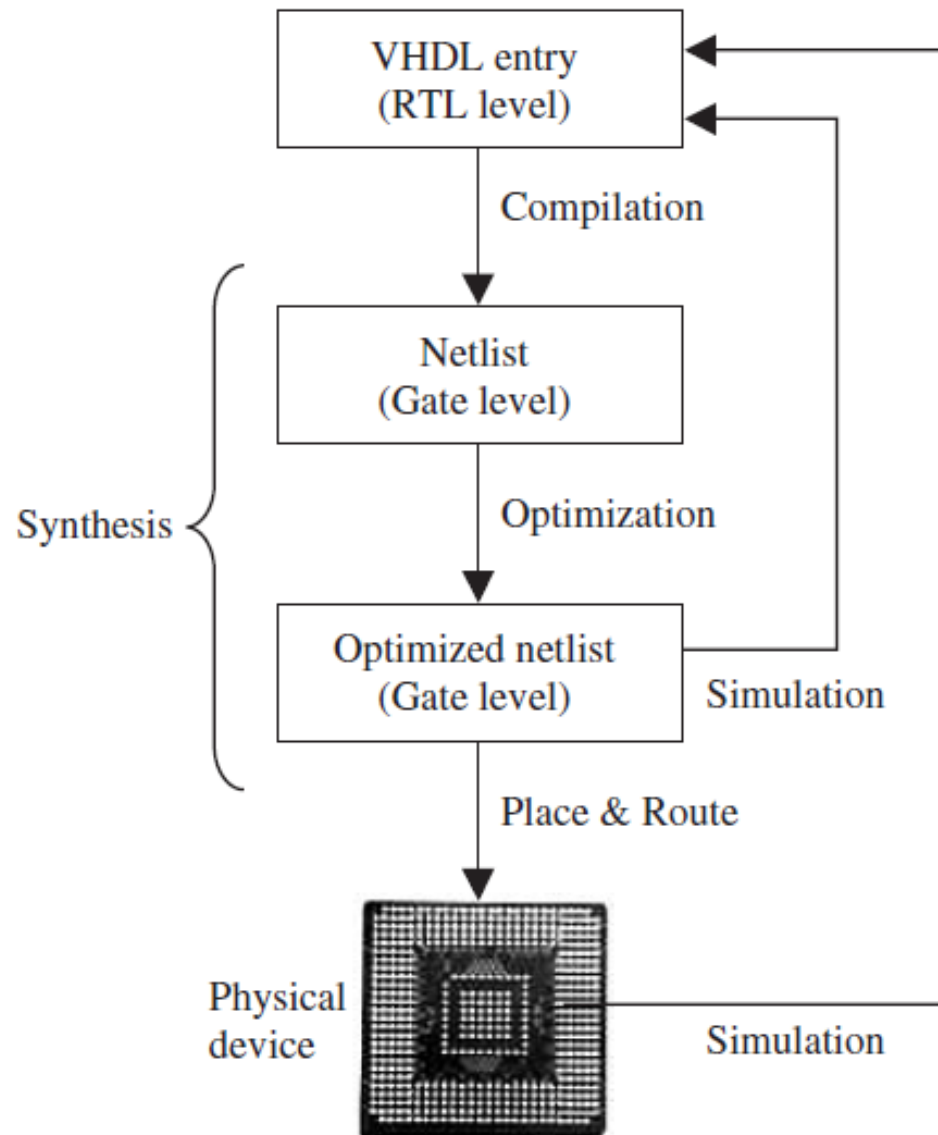 VHDL entry
(RTL level)
Compilation
Netlist
(Gate level)
Synthesis
Optimization
Optimized netlist
(Gate level)
Simulation
Place & Route
Physical
device
Simulation